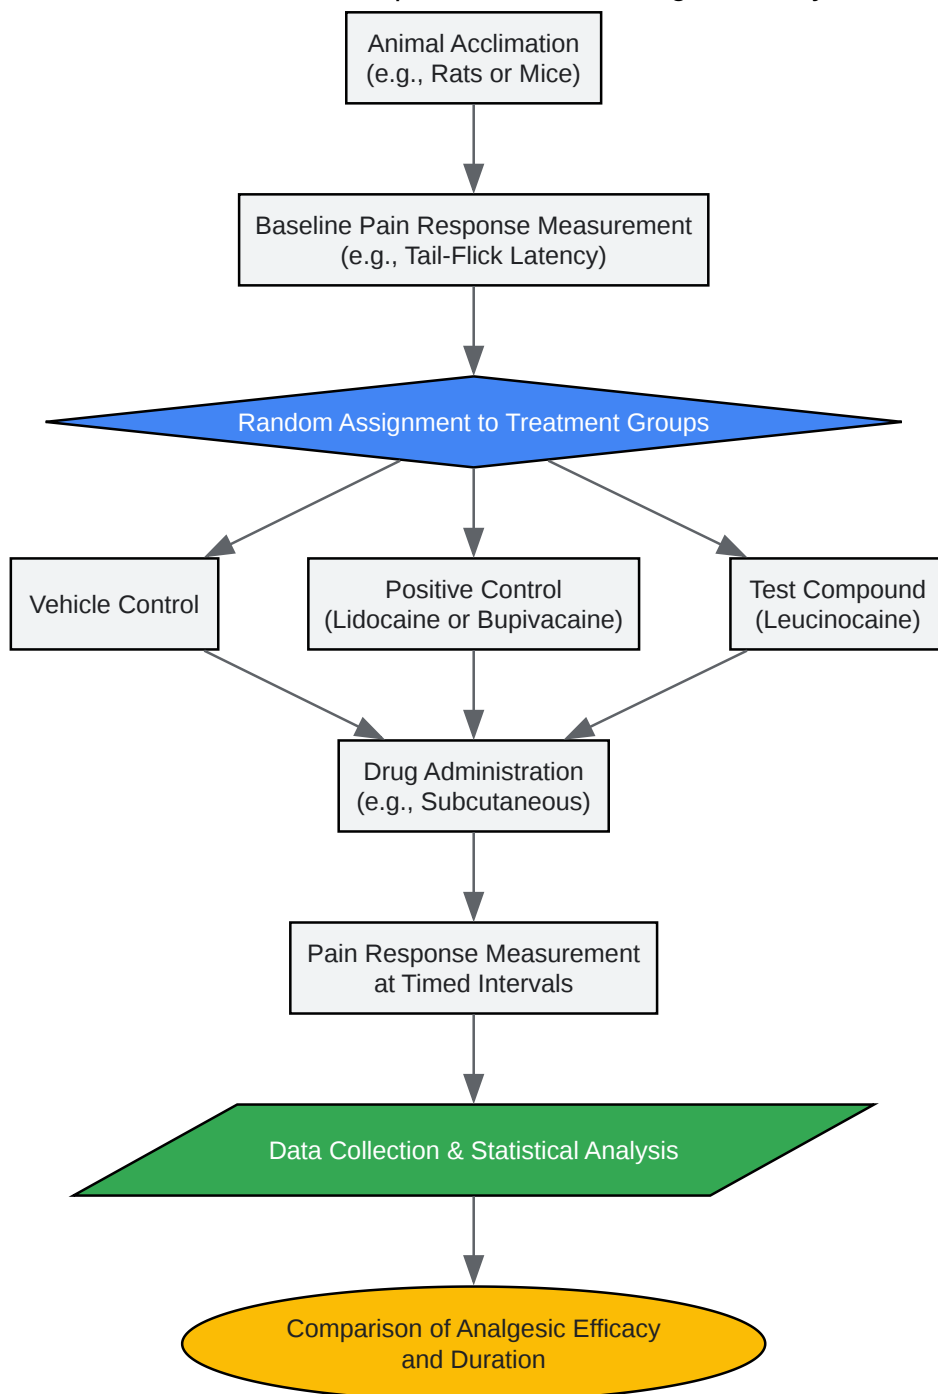 Animal Acclimation
(e.g., Rats or Mice)
Baseline Pain Response Measurement
(e.g., Tail-Flick Latency)
Random Assignment to Treatment Groups
Vehicle Control
Positive Control
(Lidocaine or Bupivacaine)
Test Compound
(Leucinocaine)
Drug Administration
(e.g., Subcutaneous)
Pain Response Measurement
at Timed Intervals
Data Collection & Statistical Analysis
Comparison of Analgesic Efficacy
and Duration